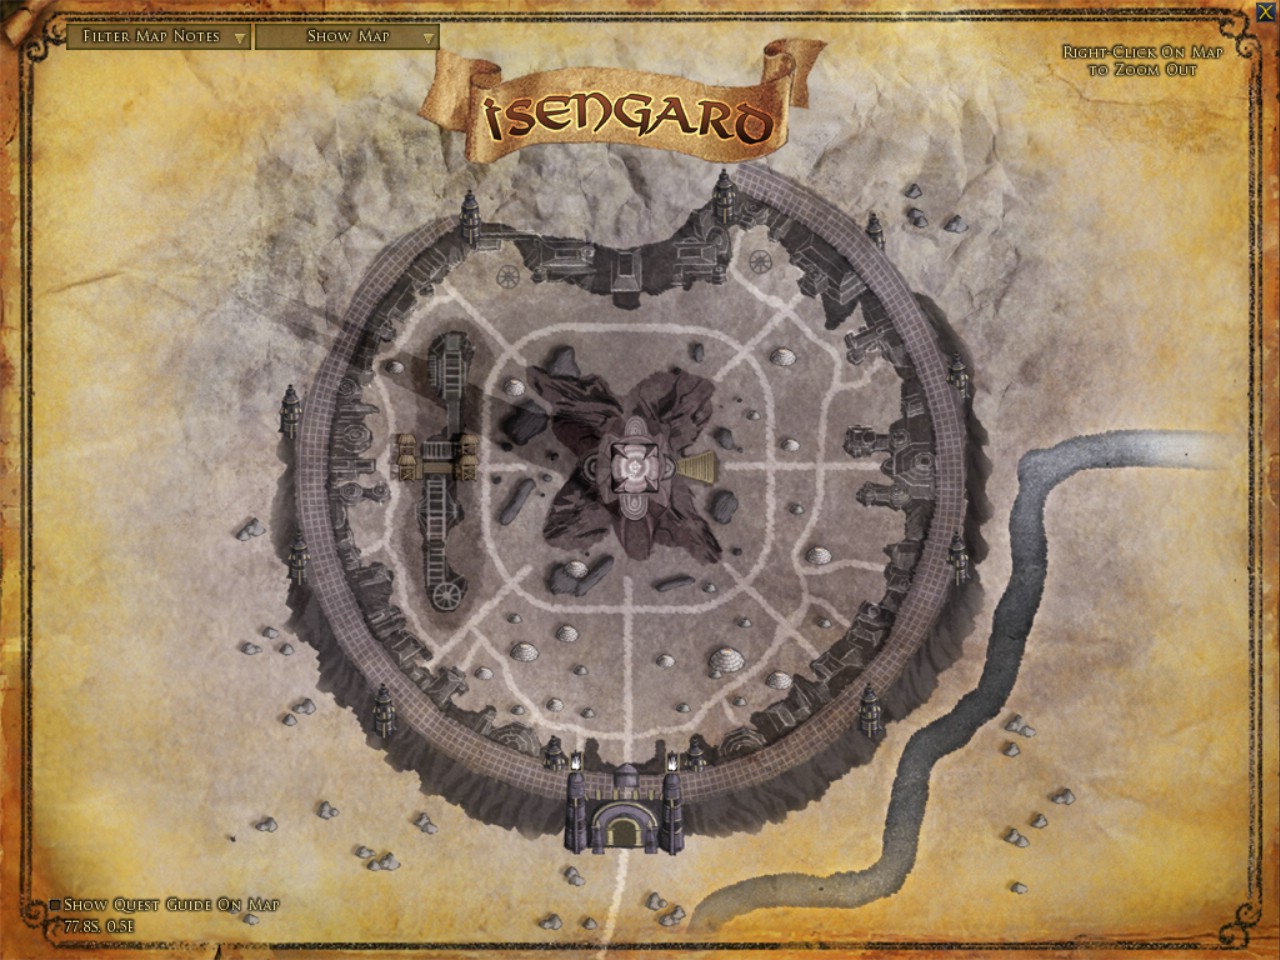 Filter Map Notes
Show Map
Right-Click On Map
to Zoom Out
isengard
Show Quest Guide On Map
77.8S, 0.5E